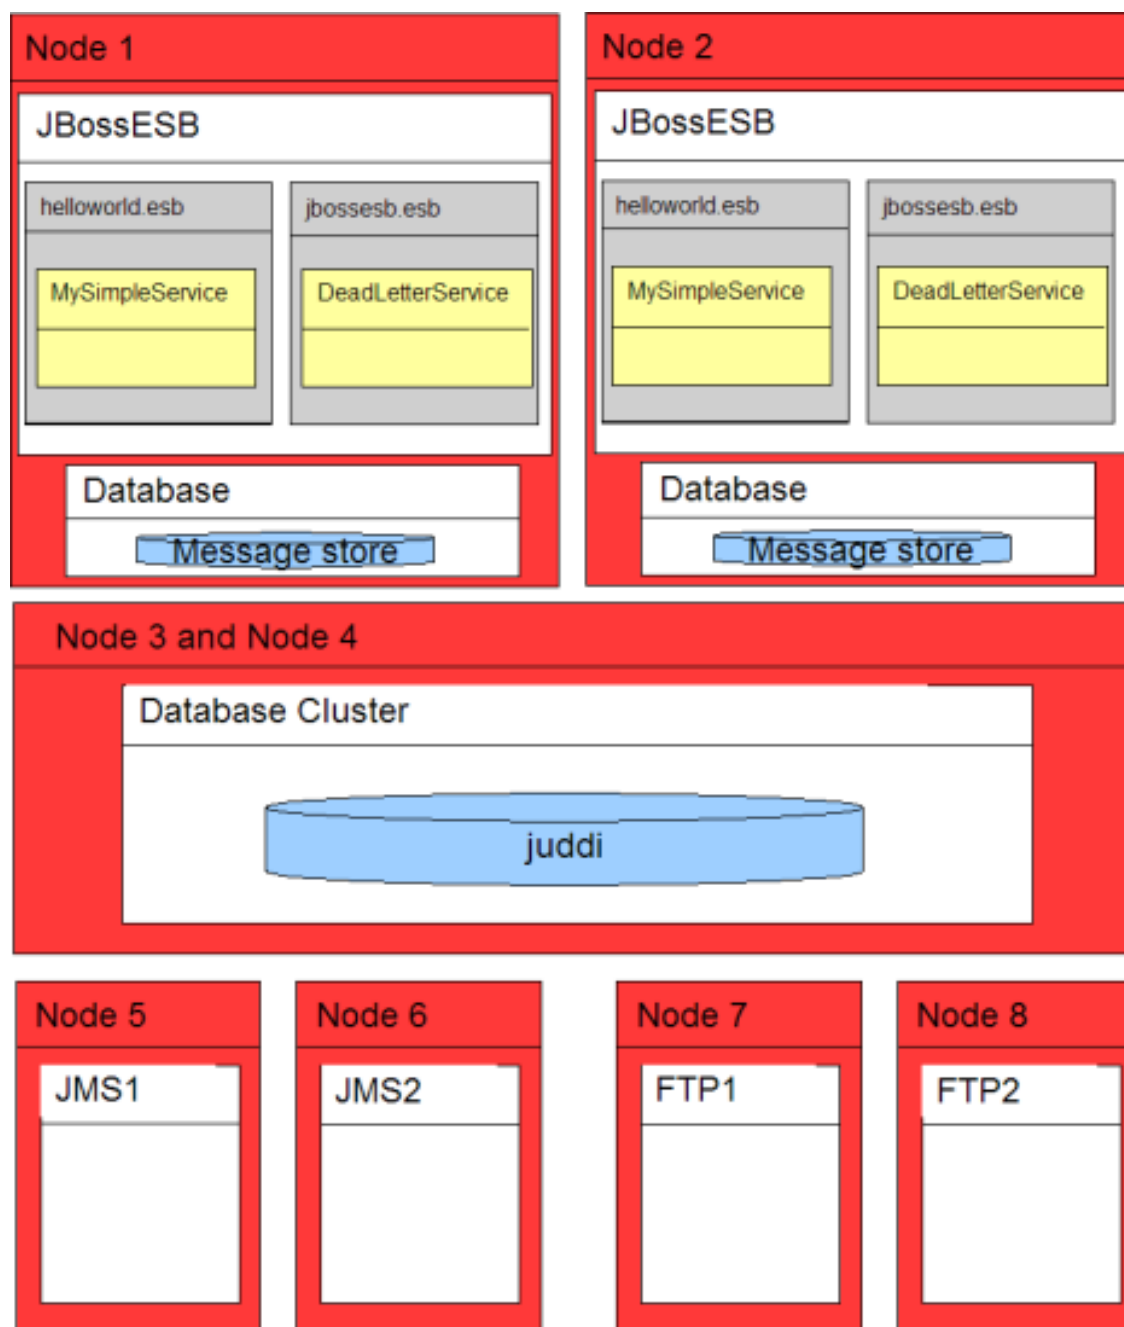 Node 1
JBossESB
helloworld.esb
jbossesb.esb
MySimpleService
DeadLetterService
Database
Message store
Node 2
JBossESB
helloworld.esb
jbossesb.esb
MySimpleService
DeadLetterService
Database
Message store
Node 3 and Node 4
Database Cluster
juddi
Node 5
JMS1
Node 6
JMS2
Node 7
FTP1
Node 8
FTP2